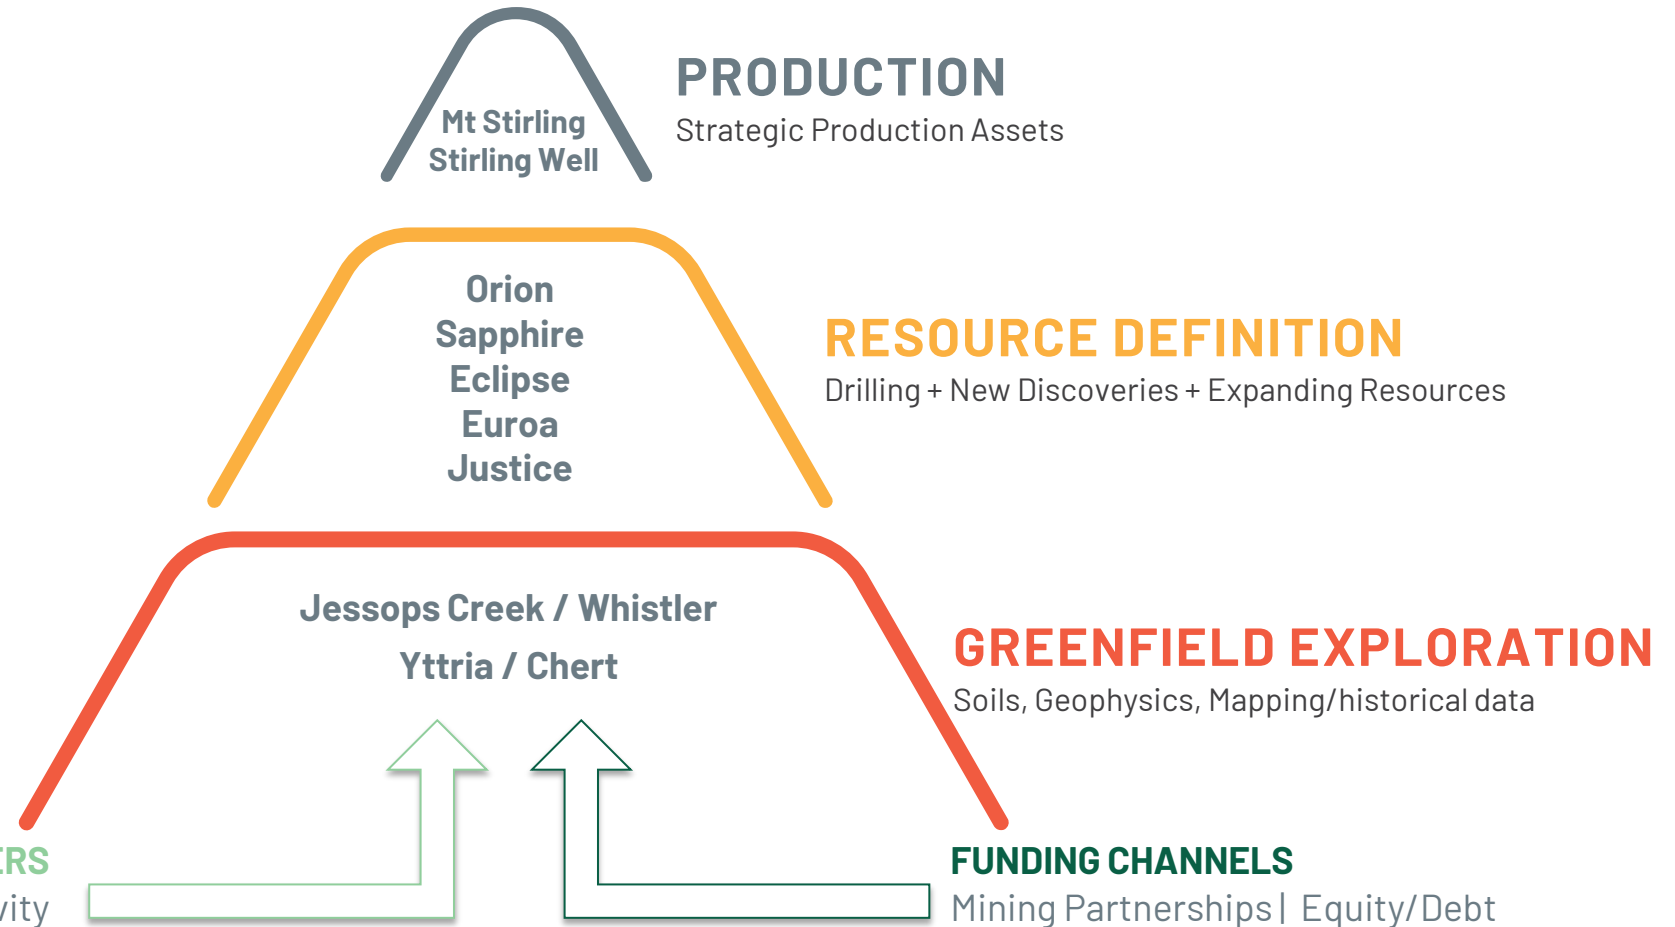 PRODUCTION
Strategic Production Assets
Mt Stirling
Stirling Well
RESOURCE DEFINITION
Drilling + New Discoveries + Expanding Resources
Orion
Sapphire
Eclipse
Euroa
Justice
GREENFIELD EXPLORATION
Soils, Geophysics, Mapping/historical data
Jessops Creek / Whistler
Yttria / Chert
FUNDING CHANNELS
Mining Partnerships | Equity/Debt